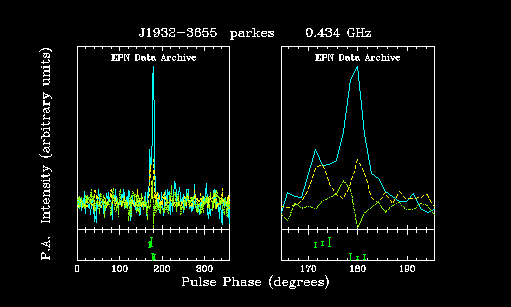 J1932-3655 parkes 0.434 GHz
EPN Data Archive EPN Data Archive
P.A. Intensity (arbitrary units)
0 100 200 300 170 180 190
Pulse Phase (degrees)